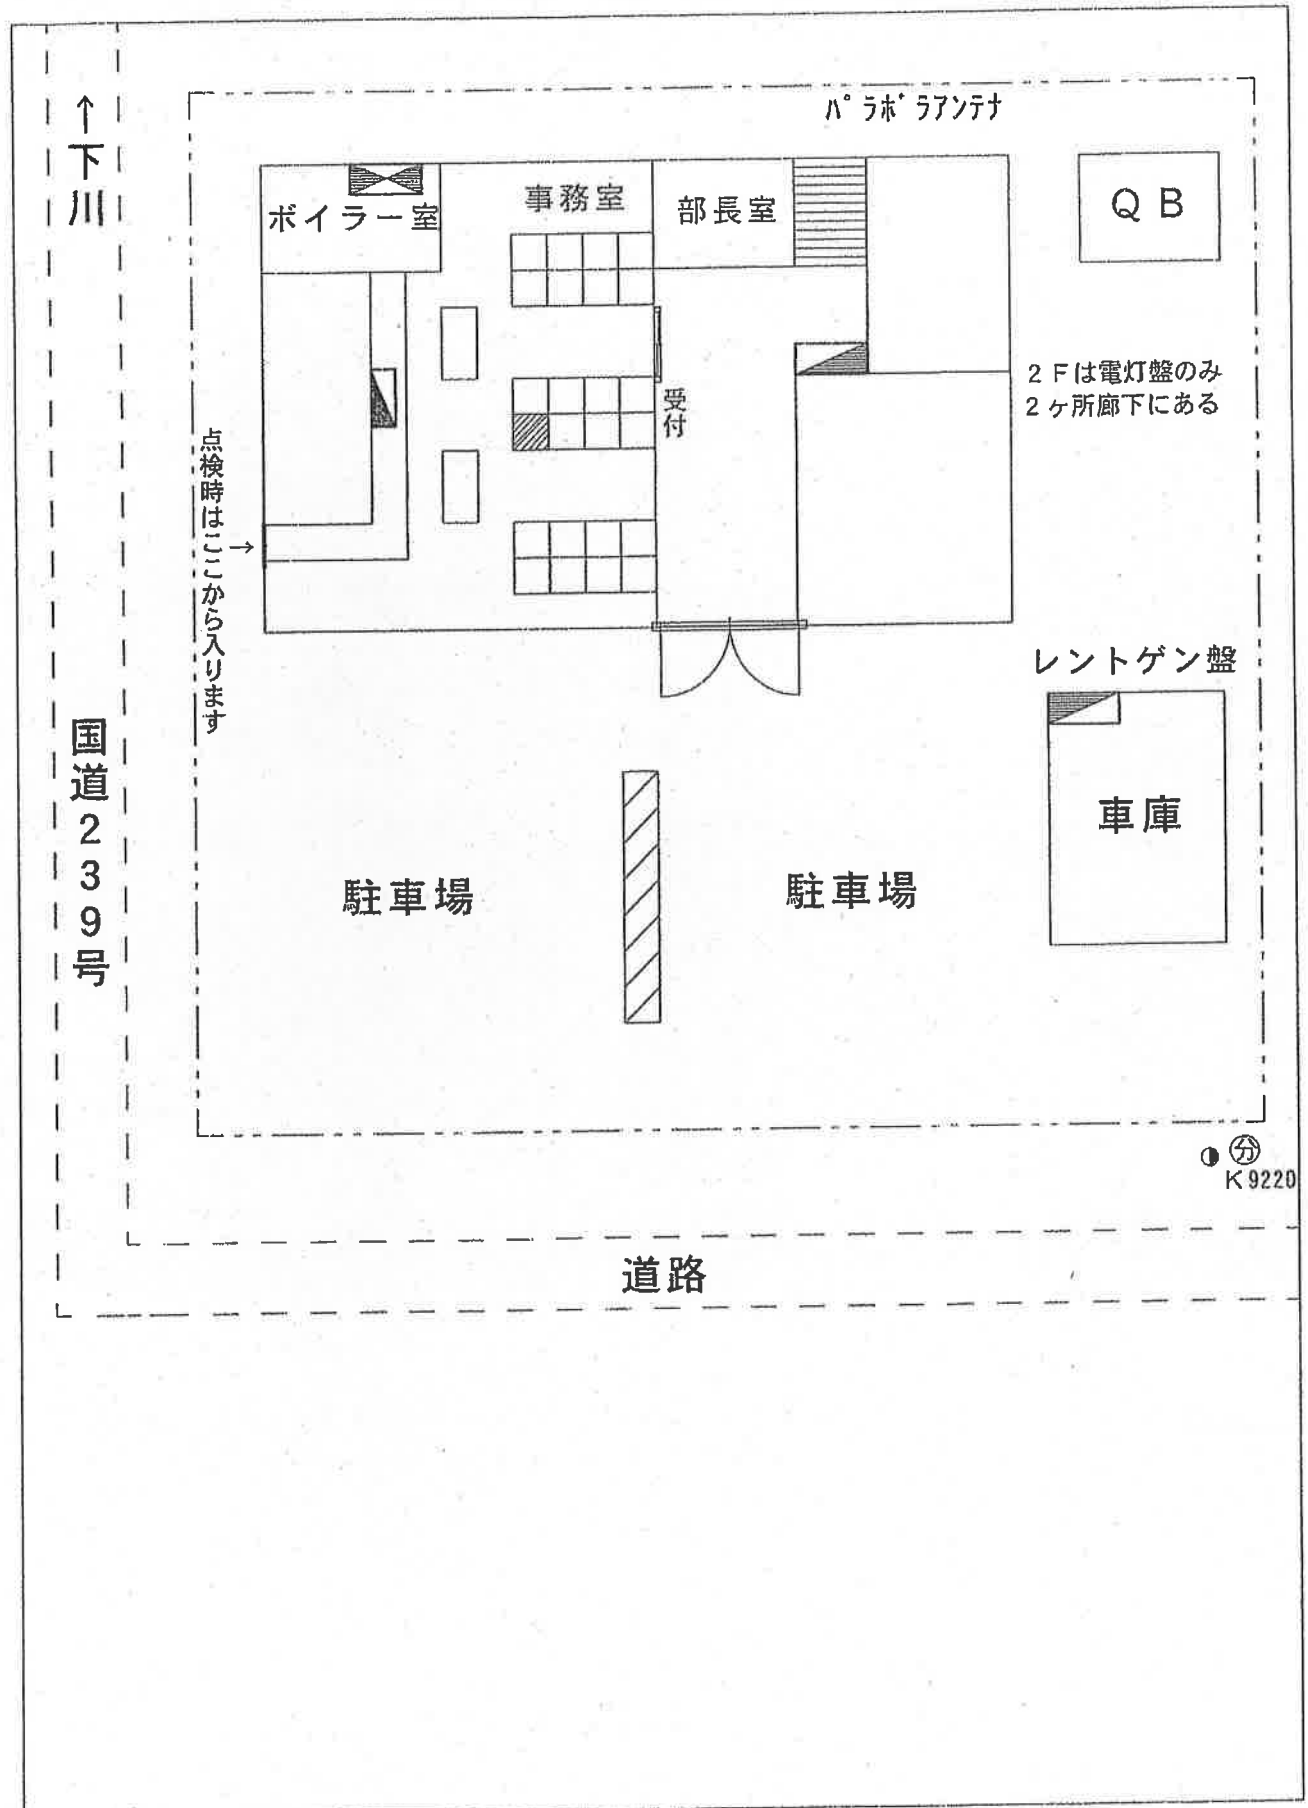 ↑下川
パラボラアンテナ
ボイラー室
事務室
部長室
QB
2Fは電灯盤のみ
2ヶ所廊下にある
受付
点検時はここから入ります
→
レントゲン盤
国道239号
車庫
駐車場
駐車場
分
K9220
道路